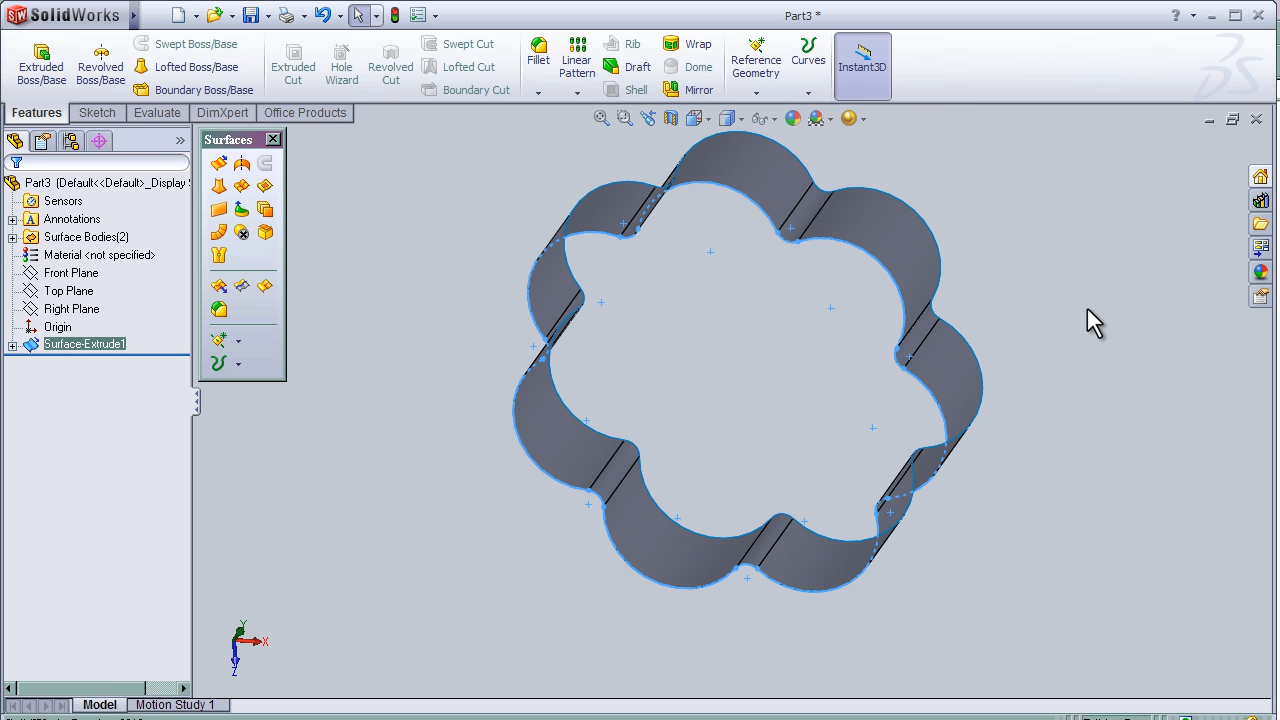 SW SolidWorks
Part3 *
?
Extruded Boss/Base
Revolved Boss/Base
Swept Boss/Base
Lofted Boss/Base
Boundary Boss/Base
Extruded Cut
Hole Wizard
Revolved Cut
Swept Cut
Lofted Cut
Boundary Cut
Fillet
Linear Pattern
Rib
Draft
Shell
Wrap
Dome
Mirror
Reference Geometry
Curves
Instant3D
Features
Sketch
Evaluate
DimXpert
Office Products
Surfaces
Part3 (Default<<Default>_Display
Sensors
Annotations
Surface Bodies(2)
Material <not specified>
Front Plane
Top Plane
Right Plane
Origin
Surface-Extrude1
Y
X
Z
Model
Motion Study 1